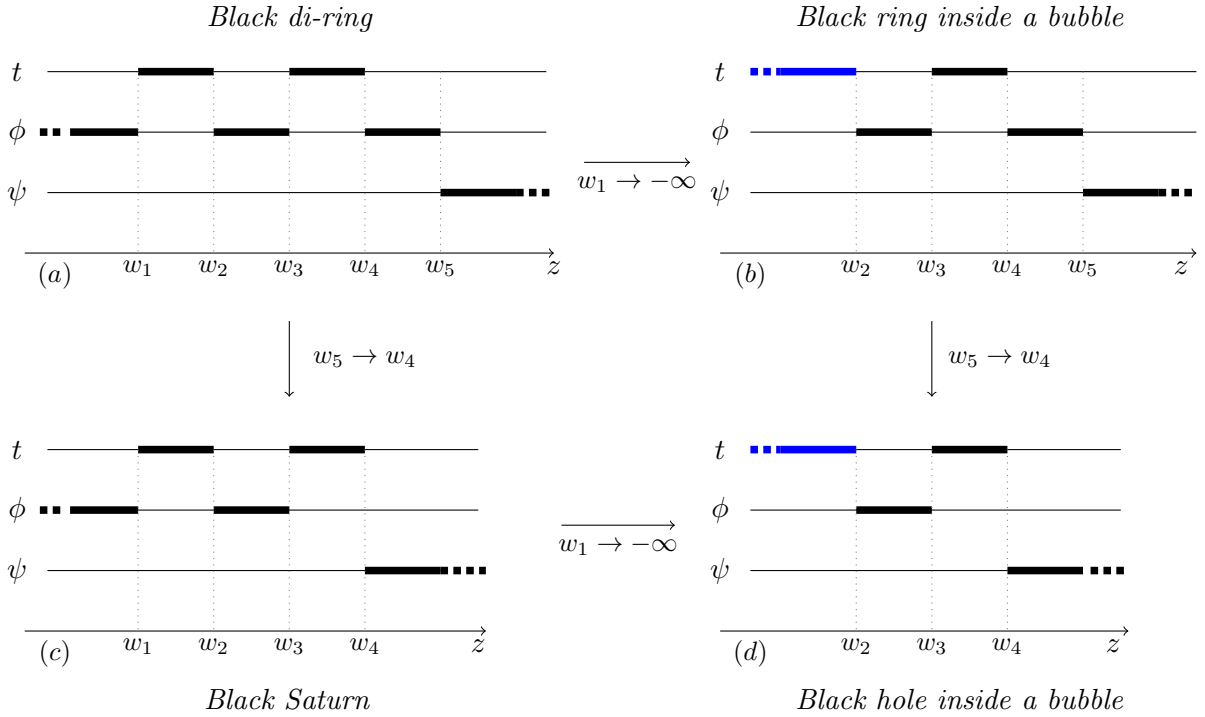 Black di-ring
Black ring inside a bubble
t
ϕ
ψ
w₁ w₂ w₃ w₄ w₅ z
(a)
w₁ → −∞
t
ϕ
ψ
w₂ w₃ w₄ w₅ z
(b)
w₅ → w₄
w₅ → w₄
t
ϕ
ψ
w₁ w₂ w₃ w₄ z
(c)
w₁ → −∞
t
ϕ
ψ
w₂ w₃ w₄ z
(d)
Black Saturn
Black hole inside a bubble